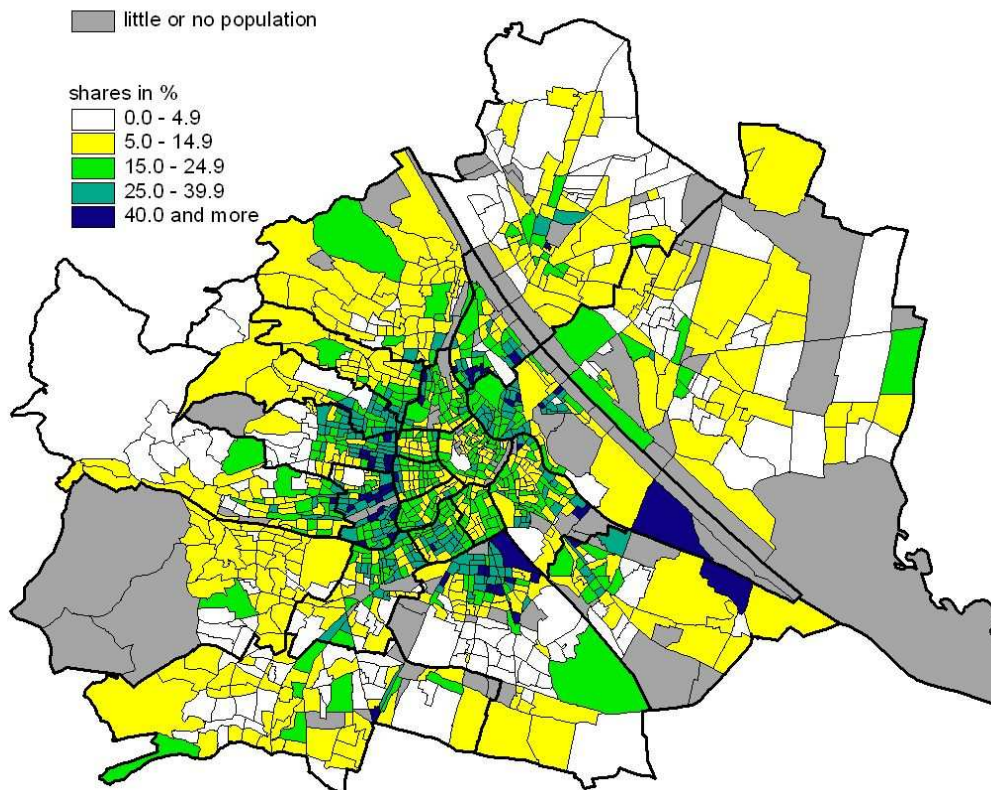 little or no population
shares in %
0.0 - 4.9
5.0 - 14.9
15.0 - 24.9
25.0 - 39.9
40.0 and more